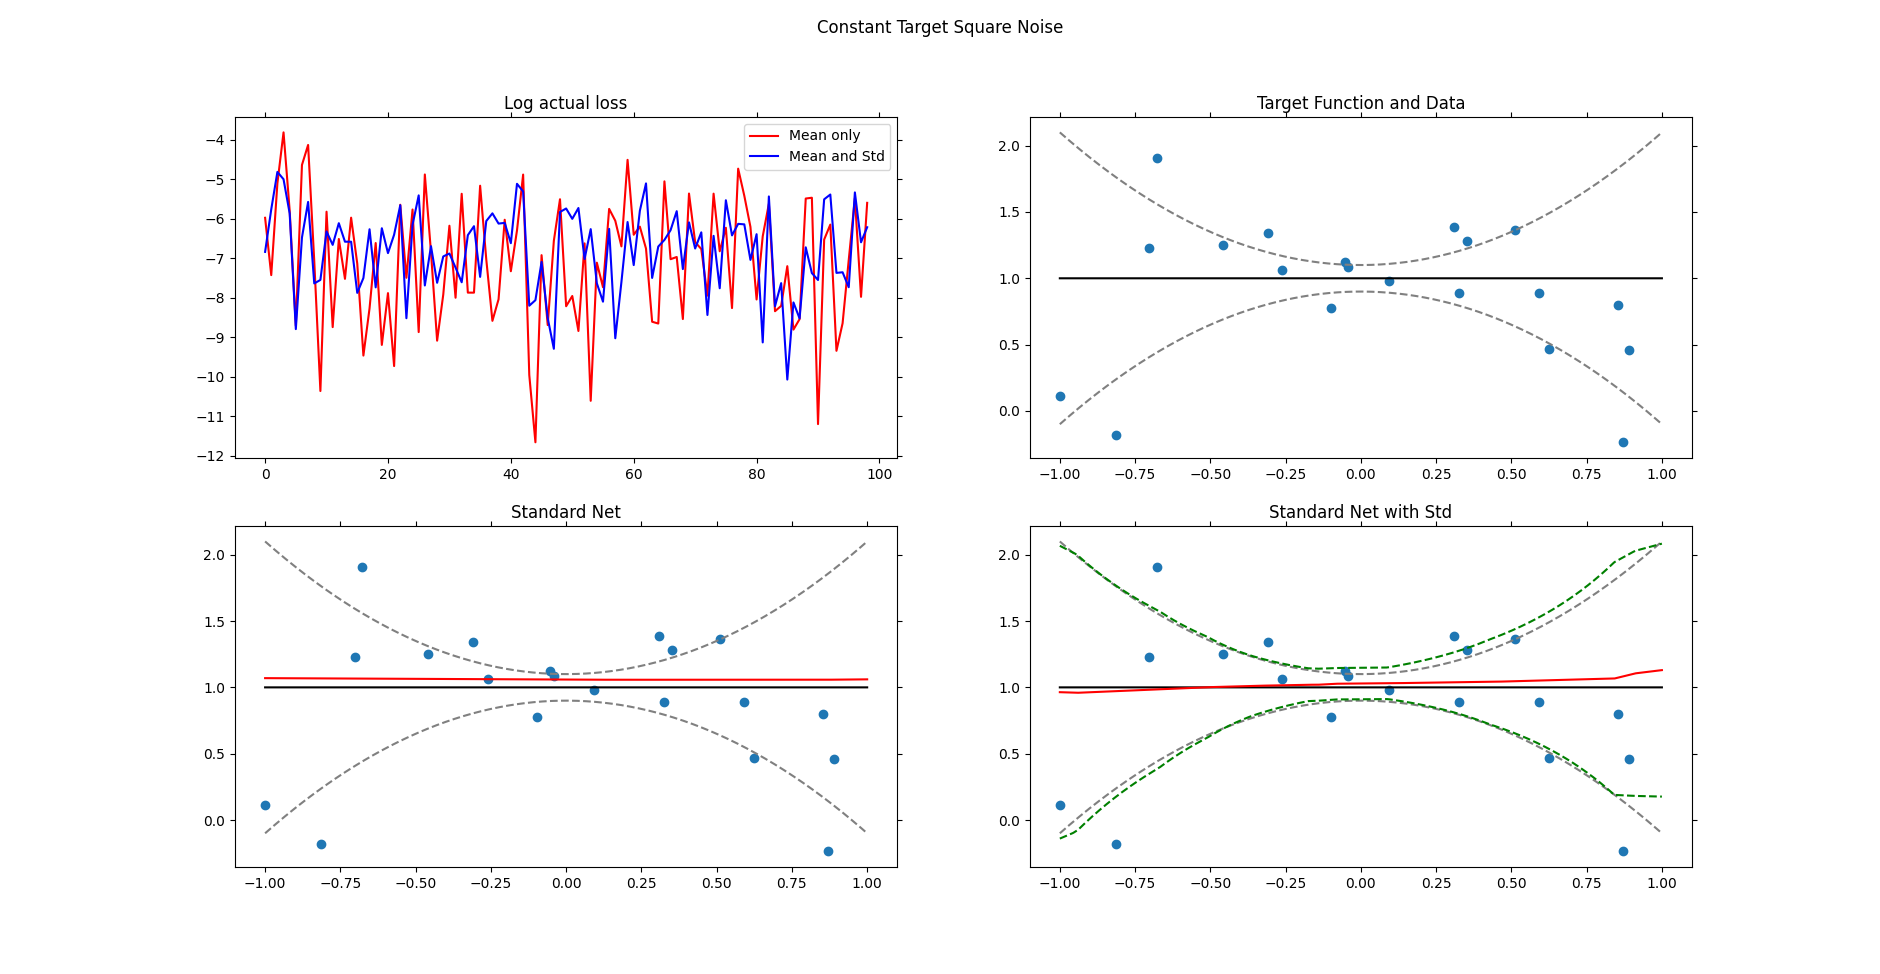 Constant Target Square Noise
Log actual loss
Mean only
Mean and Std
−4
−5
−6
−7
−8
−9
−10
−11
−12
0 20 40 60 80 100
Target Function and Data
2.0
1.5
1.0
0.5
0.0
−1.00 −0.75 −0.50 −0.25 0.00 0.25 0.50 0.75 1.00
Standard Net
2.0
1.5
1.0
0.5
0.0
−1.00 −0.75 −0.50 −0.25 0.00 0.25 0.50 0.75 1.00
Standard Net with Std
2.0
1.5
1.0
0.5
0.0
−1.00 −0.75 −0.50 −0.25 0.00 0.25 0.50 0.75 1.00